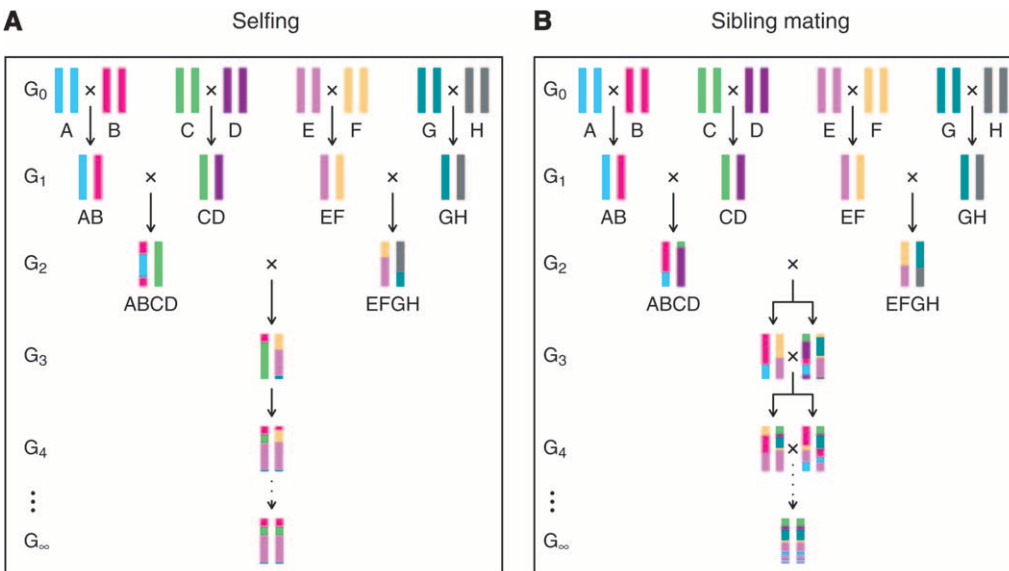 A Selfing
G0 × × × ×
A B C D E F G H
G1 × ×
AB CD EF GH
G2 ×
ABCD EFGH
G3
G4
⋮
G∞
B Sibling mating
G0 × × × ×
A B C D E F G H
G1 × ×
AB CD EF GH
G2 ×
ABCD EFGH
G3 ×
G4 ×
⋮
G∞